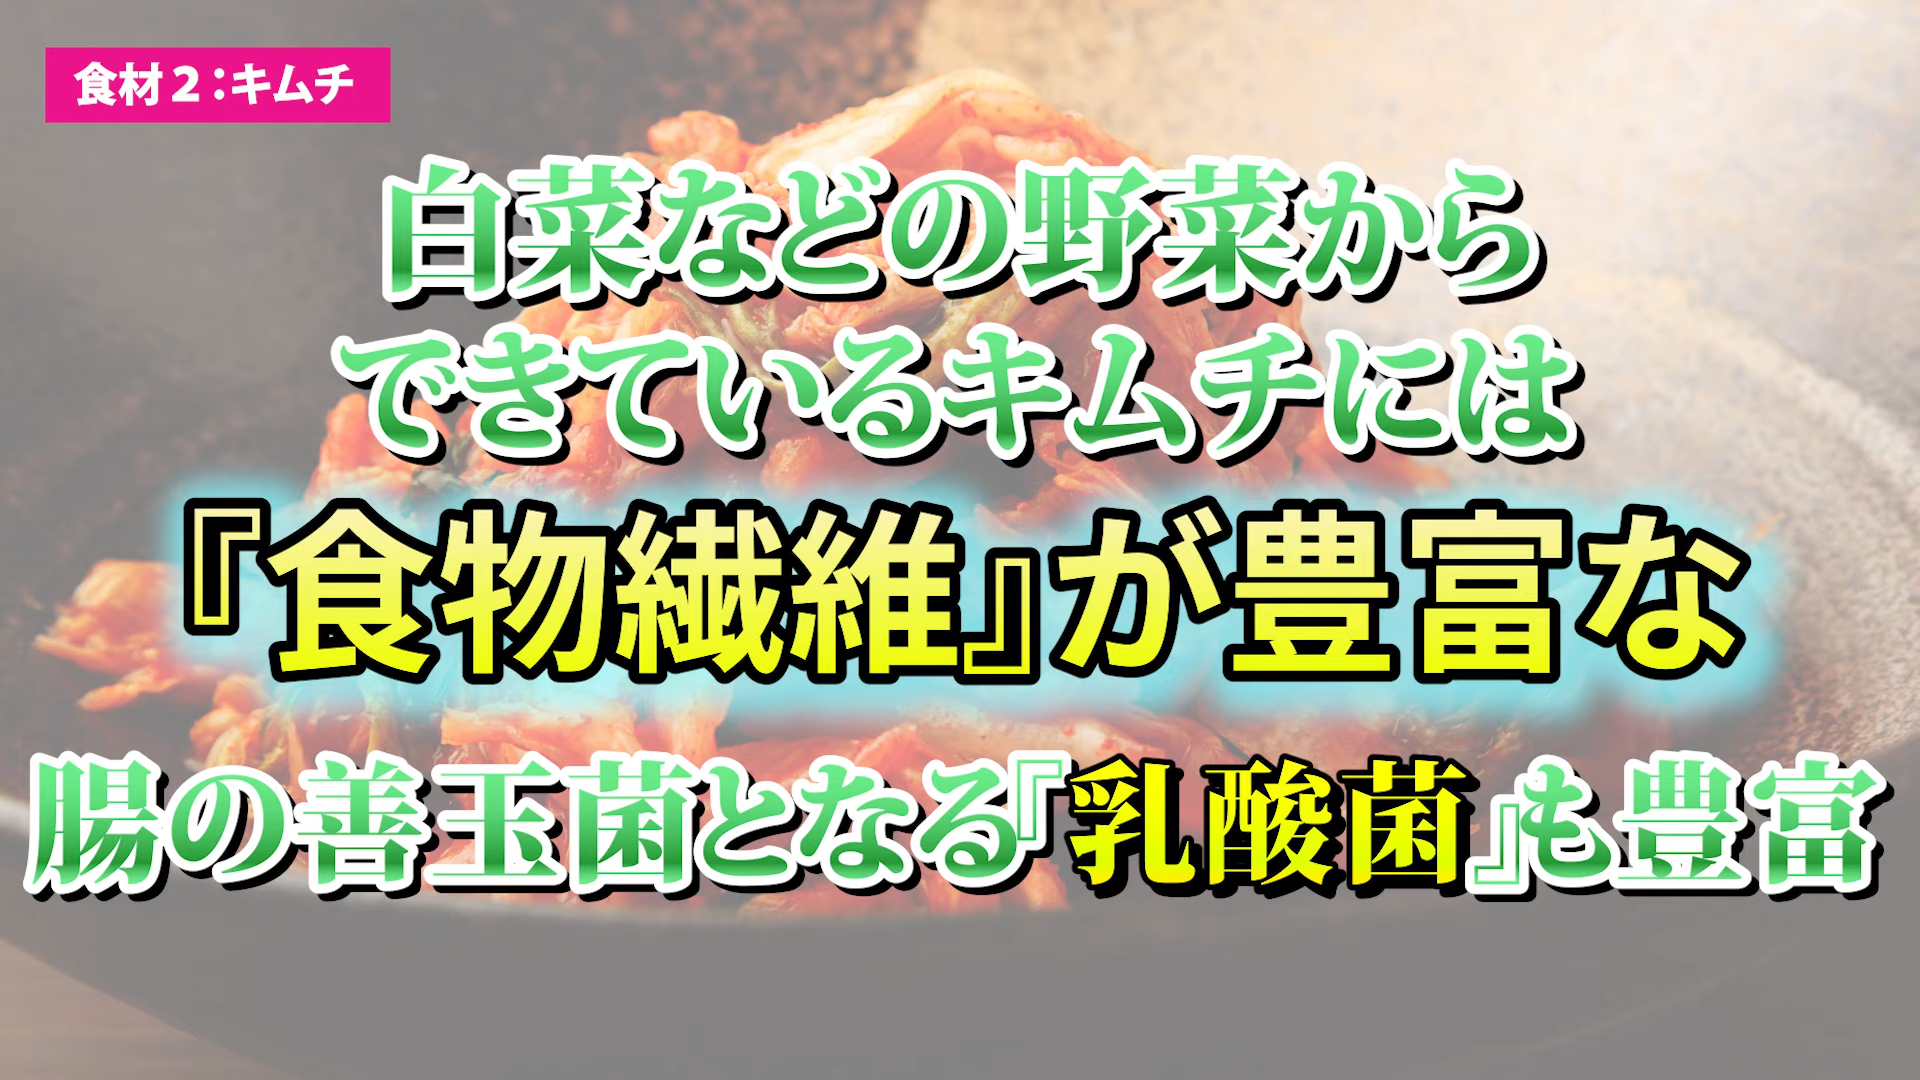 食材２：キムチ
白菜などの野菜から
できているキムチには
『食物繊維』が豊富な
腸の善玉菌となる『乳酸菌』も豊富